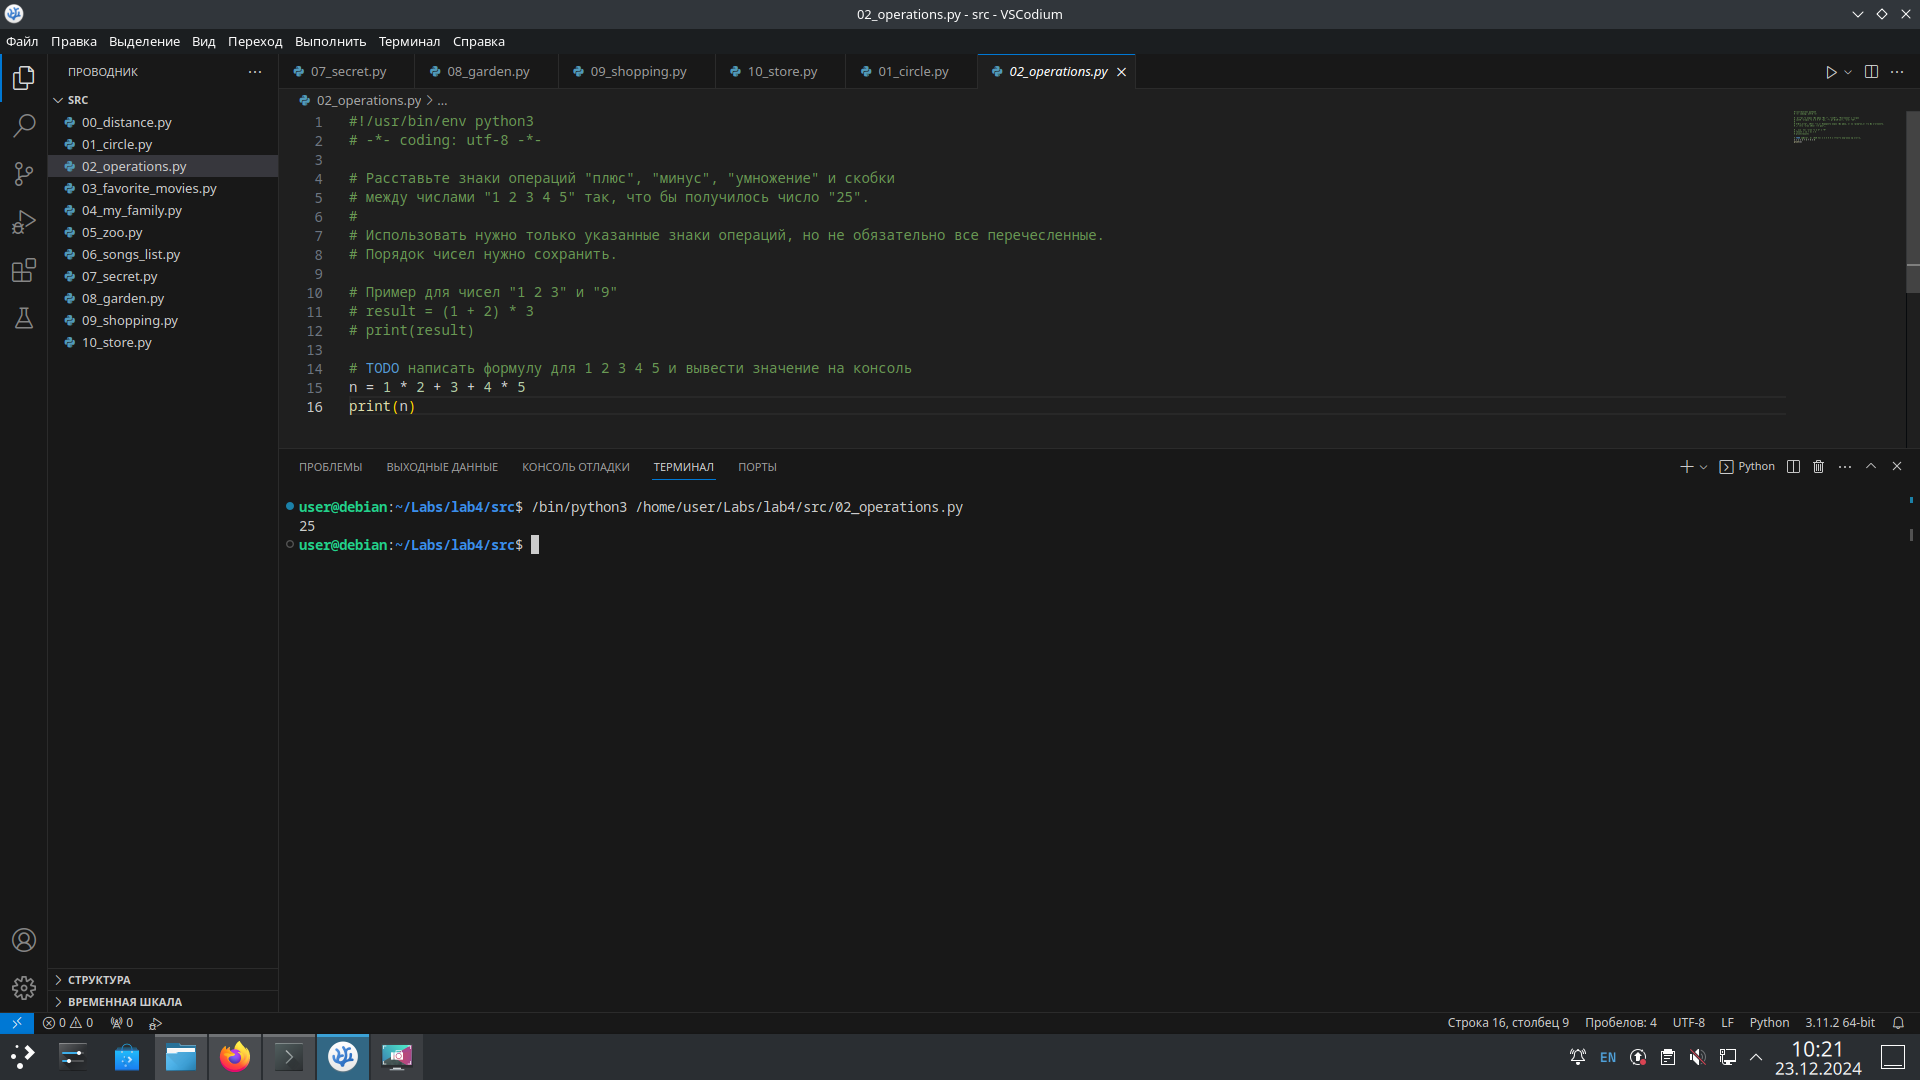 02_operations.py - src - VSCodium
Файл Правка Выделение Вид Переход Выполнить Терминал Справка
ПРОВОДНИК
SRC
00_distance.py
01_circle.py
02_operations.py
03_favorite_movies.py
04_my_family.py
05_zoo.py
06_songs_list.py
07_secret.py
08_garden.py
09_shopping.py
10_store.py
СТРУКТУРА
ВРЕМЕННАЯ ШКАЛА
07_secret.py 08_garden.py 09_shopping.py 10_store.py 01_circle.py 02_operations.py
02_operations.py > ...
1 #!/usr/bin/env python3
2 # -*- coding: utf-8 -*-
3
4 # Расставьте знаки операций "плюс", "минус", "умножение" и скобки
5 # между числами "1 2 3 4 5" так, что бы получилось число "25".
6 #
7 # Использовать нужно только указанные знаки операций, но не обязательно все перечисленные.
8 # Порядок чисел нужно сохранить.
9
10 # Пример для чисел "1 2 3" и "9"
11 # result = (1 + 2) * 3
12 # print(result)
13
14 # TODO написать формулу для 1 2 3 4 5 и вывести значение на консоль
15 n = 1 * 2 + 3 + 4 * 5
16 print(n)
ПРОБЛЕМЫ ВЫХОДНЫЕ ДАННЫЕ КОНСОЛЬ ОТЛАДКИ ТЕРМИНАЛ ПОРТЫ
Python
user@debian:~/Labs/lab4/src$ /bin/python3 /home/user/Labs/lab4/src/02_operations.py
25
user@debian:~/Labs/lab4/src$
0 0 0
Строка 16, столбец 9 Пробелов: 4 UTF-8 LF Python 3.11.2 64-bit
EN
10:21
23.12.2024